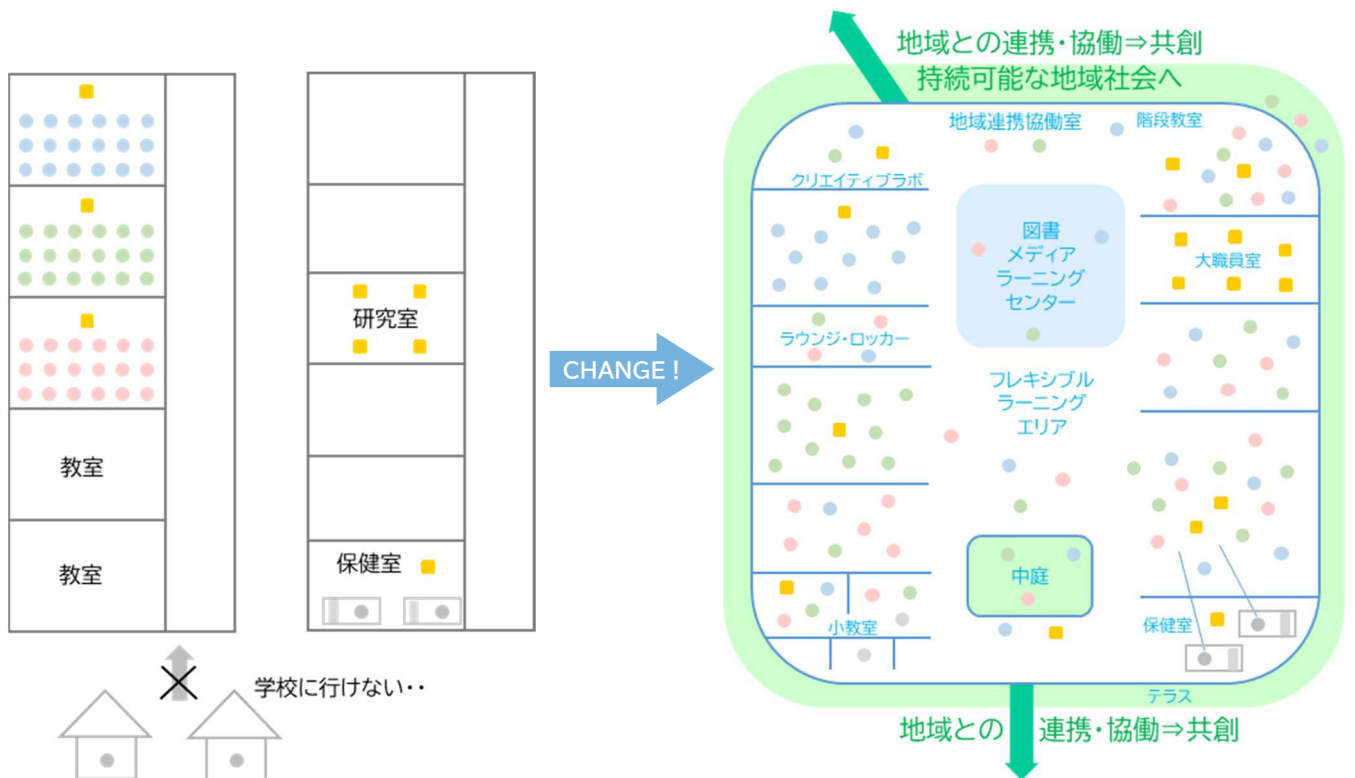 教室
教室
研究室
保健室
学校に行けない・・
CHANGE！
地域との連携・協働⇒共創
持続可能な地域社会へ
地域連携協働室
階段教室
クリエイティブラボ
図書
メディア
ラーニング
センター
大職員室
ラウンジ・ロッカー
フレキシブル
ラーニング
エリア
中庭
小教室
保健室
テラス
地域との 連携・協働⇒共創